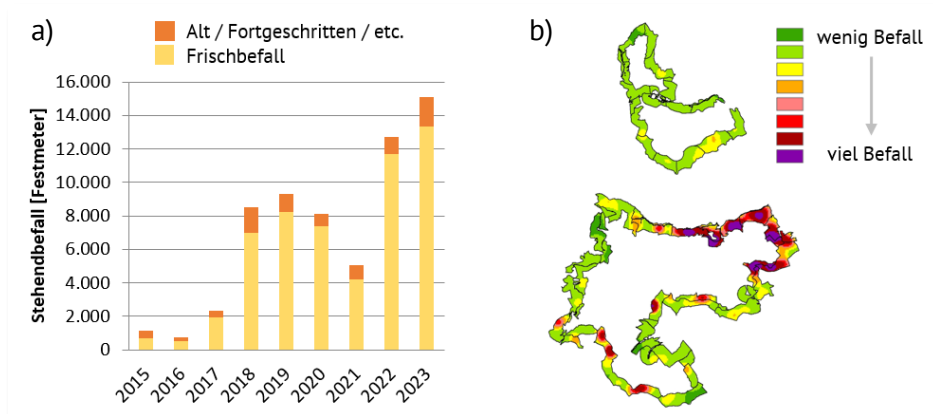 a)
Alt / Fortgeschritten / etc.
Frischbefall
Stehendbefall [Festmeter]
16.000
14.000
12.000
10.000
8.000
6.000
4.000
2.000
0
2015
2016
2017
2018
2019
2020
2021
2022
2023
b)
wenig Befall
viel Befall